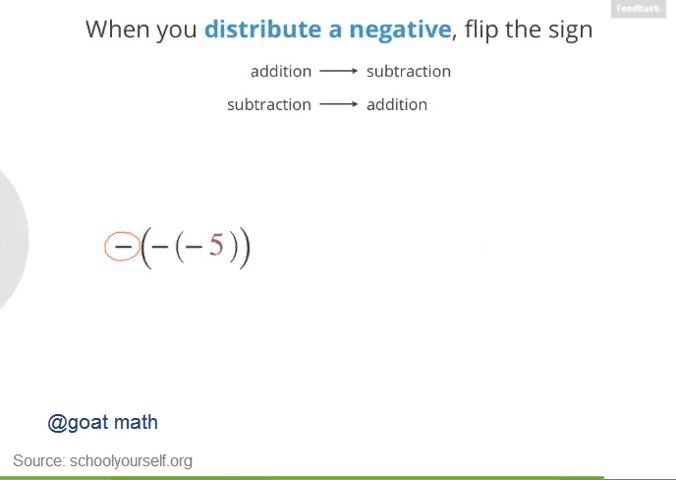 Feedback
When you distribute a negative, flip the sign
addition ⟶ subtraction
subtraction ⟶ addition
−(−(−5))
@goat math
Source: schoolyourself.org